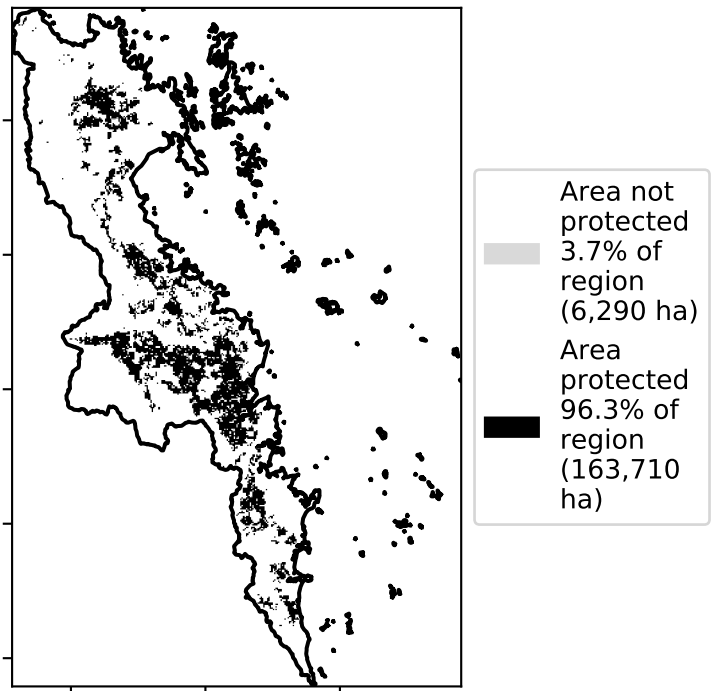 Area not
protected
3.7% of
region
(6,290 ha)
Area
protected
96.3% of
region
(163,710
ha)